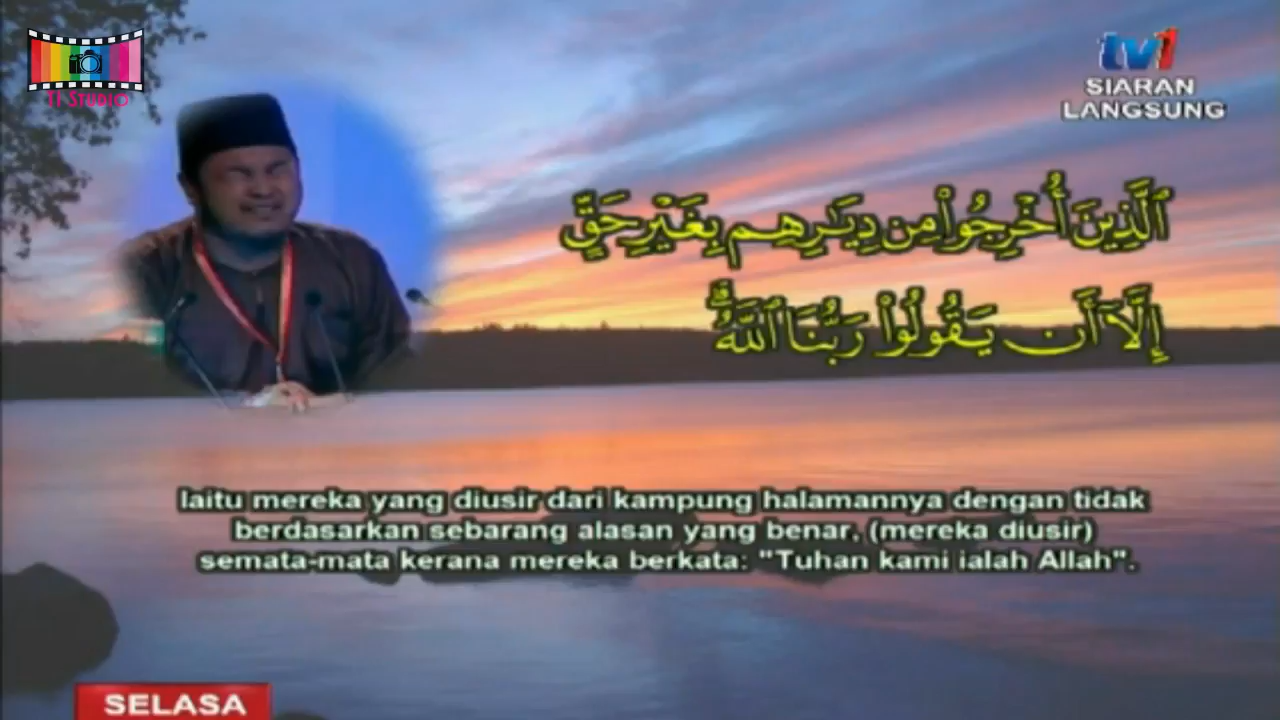 TF STUDIO
tv1
SIARAN
LANGSUNG
ٱلَّذِينَ أُخْرِجُوا۟ مِن دِيَـٰرِهِم بِغَيْرِ حَقٍّ
إِلَّآ أَن يَقُولُوا۟ رَبُّنَا ٱللَّهُ ۗ
Iaitu mereka yang diusir dari kampung halamannya dengan tidak
berdasarkan sebarang alasan yang benar, (mereka diusir)
semata-mata kerana mereka berkata: "Tuhan kami ialah Allah".
SELASA